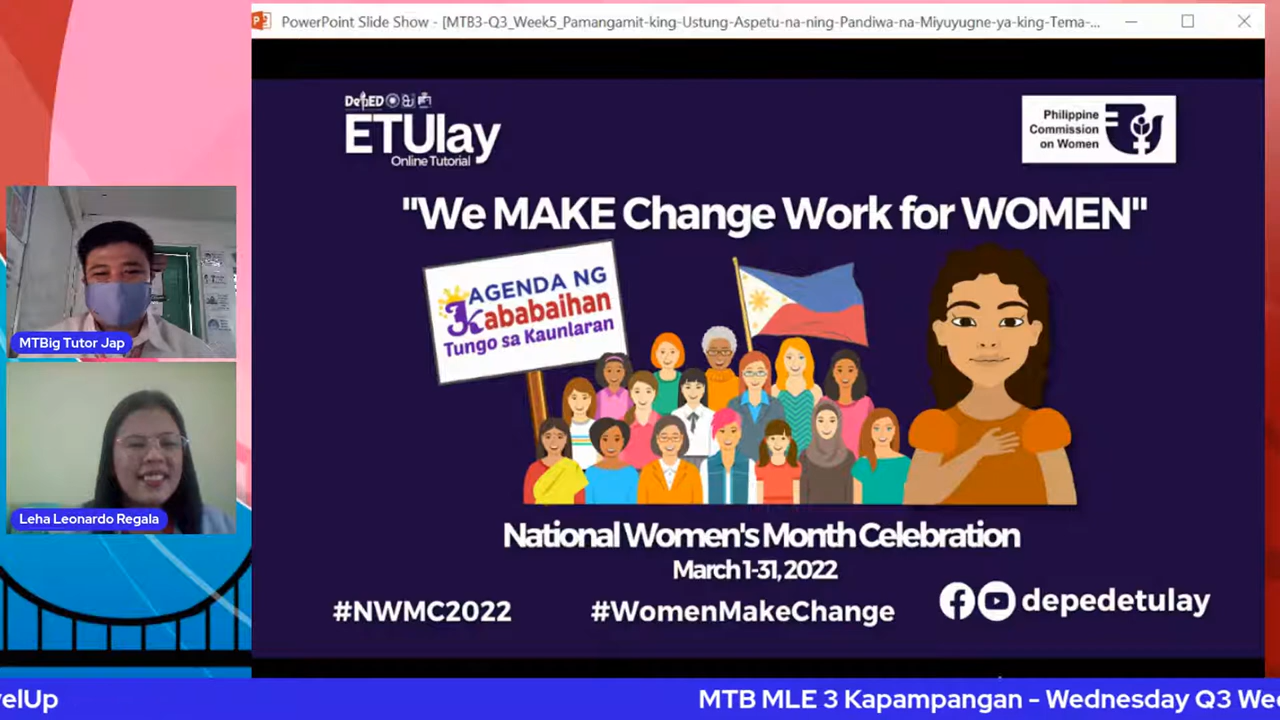 PowerPoint Slide Show - [MTB3-Q3_Week5_Pamangamit-king-Ustung-Aspetu-na-ning-Pandiwa-na-Miyuyugne-ya-king-Tema-...
DepED
ETUlay
Online Tutorial
Philippine
Commission
on Women
"We MAKE Change Work for WOMEN"
AGENDA NG
Kababaihan
Tungo sa Kaunlaran
MTBig Tutor Jap
Leha Leonardo Regala
National Women's Month Celebration
March 1-31, 2022
#NWMC2022
#WomenMakeChange
depedetulay
velUp
MTB MLE 3 Kapampangan - Wednesday Q3 Wee